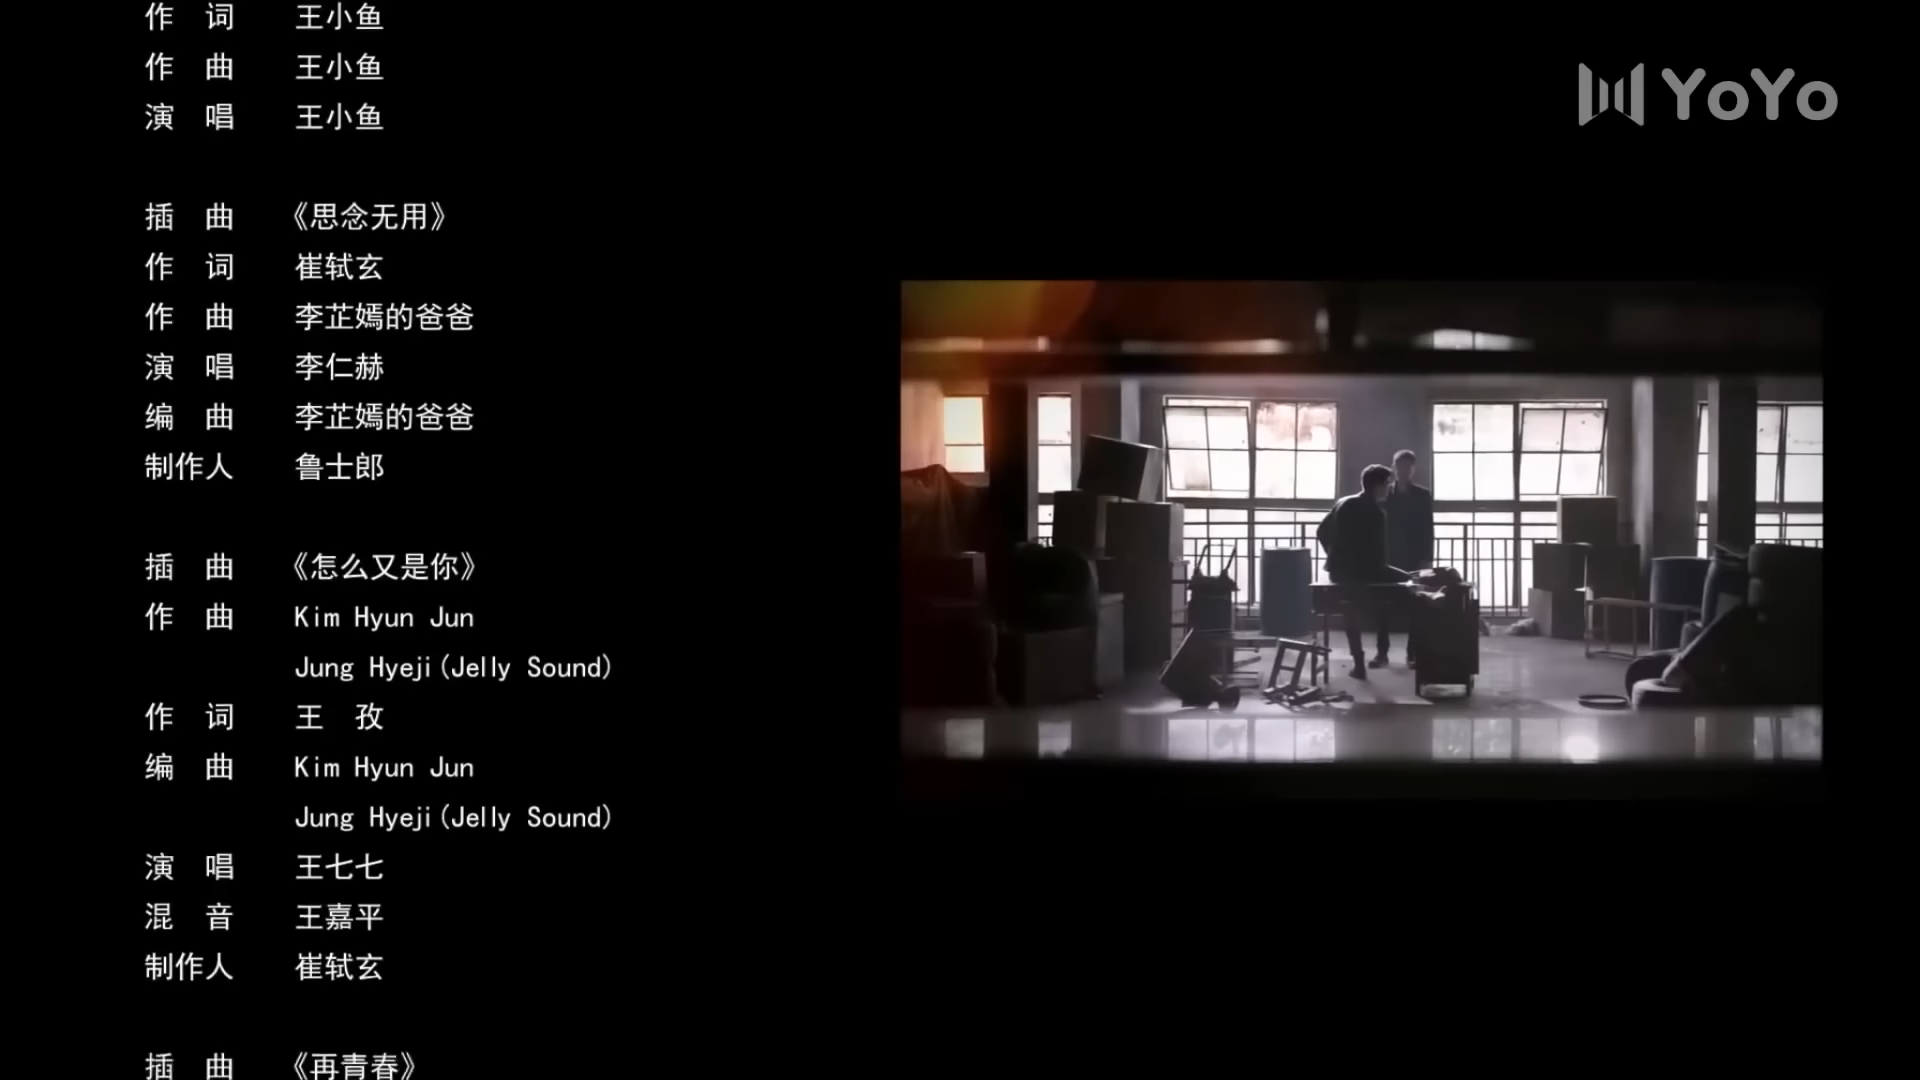 作 词 王小鱼
作 曲 王小鱼
演 唱 王小鱼
插 曲 《思念无用》
作 词 崔轼玄
作 曲 李芷嫣的爸爸
演 唱 李仁赫
编 曲 李芷嫣的爸爸
制作人 鲁士郎
插 曲 《怎么又是你》
作 曲 Kim Hyun Jun
Jung Hyeji(Jelly Sound)
作 词 王 孜
编 曲 Kim Hyun Jun
Jung Hyeji(Jelly Sound)
演 唱 王七七
混 音 王嘉平
制作人 崔轼玄
插 曲 《再青春》
YoYo